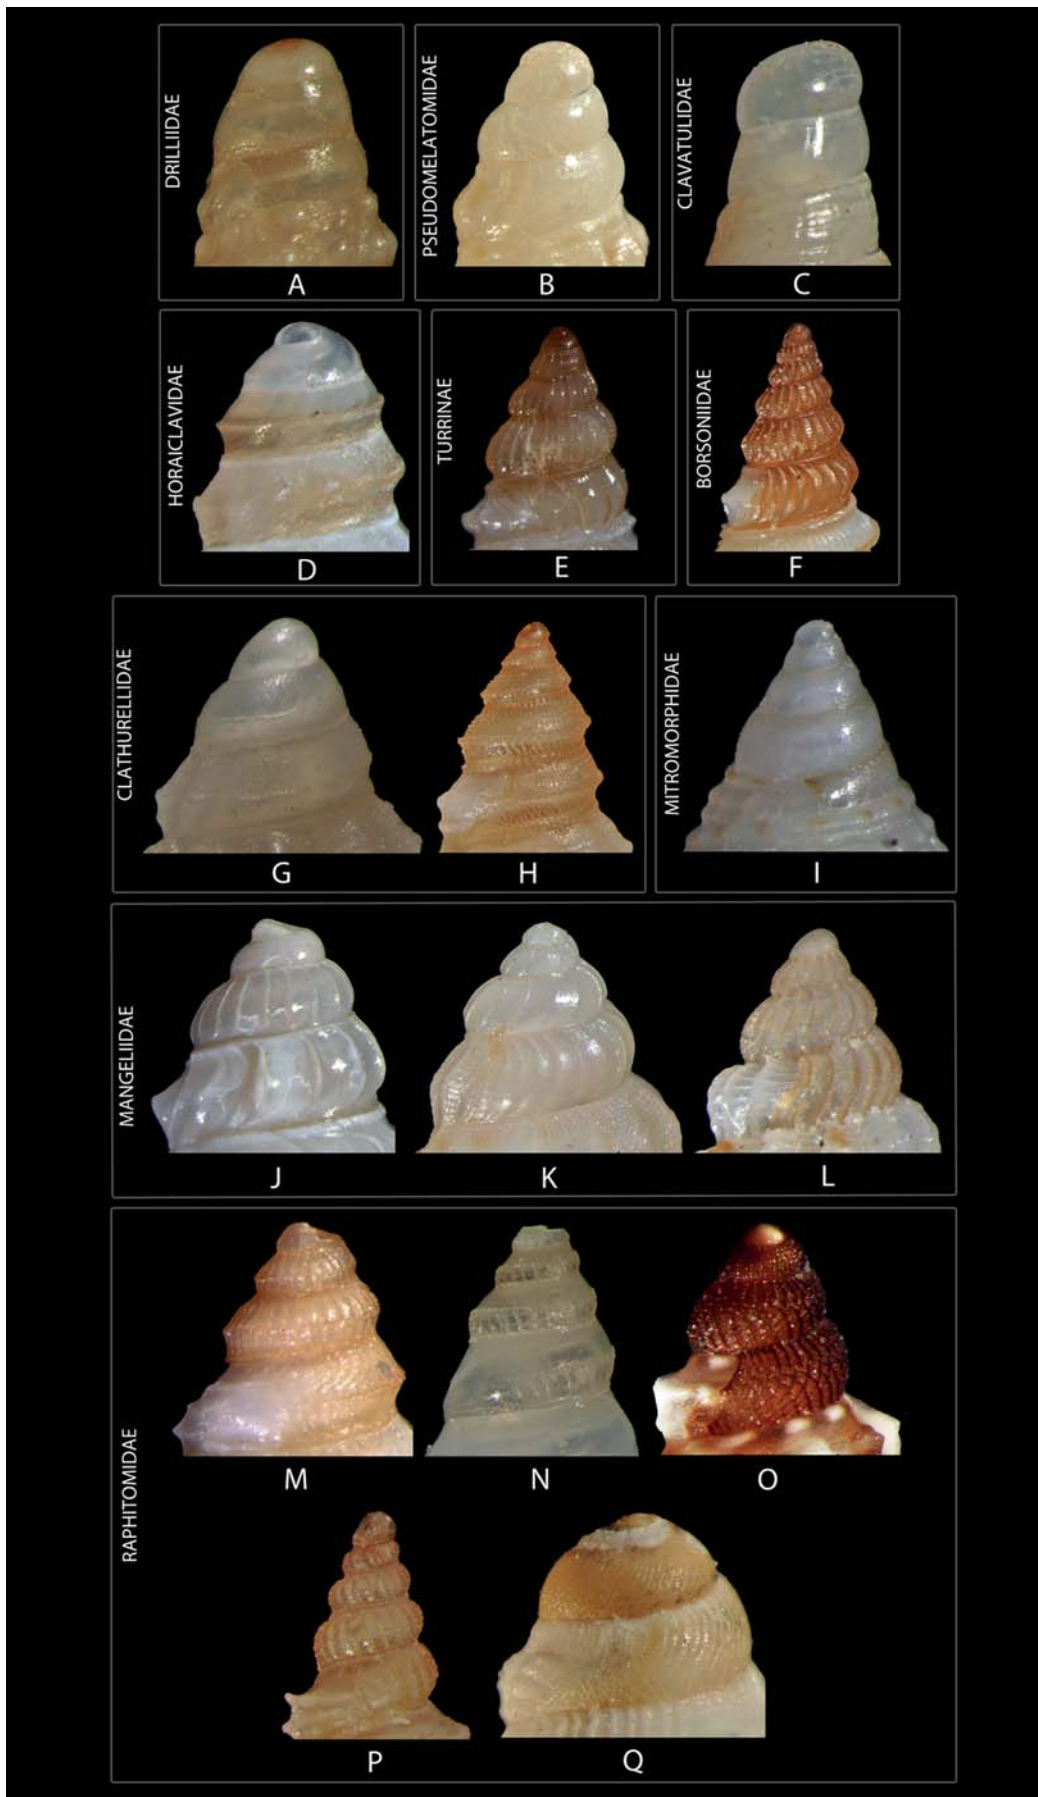 DRILLIIDAE
A
PSEUDOMELATOMIDAE
B
CLAVATULIDAE
C
HORAICLAVIDAE
D
TURRINAE
E
BORSONIIDAE
F
CLATHURELLIDAE
G
H
MITROMORPHIDAE
I
MANGELIIDAE
J
K
L
RAPHITOMIDAE
M
N
O
P
Q